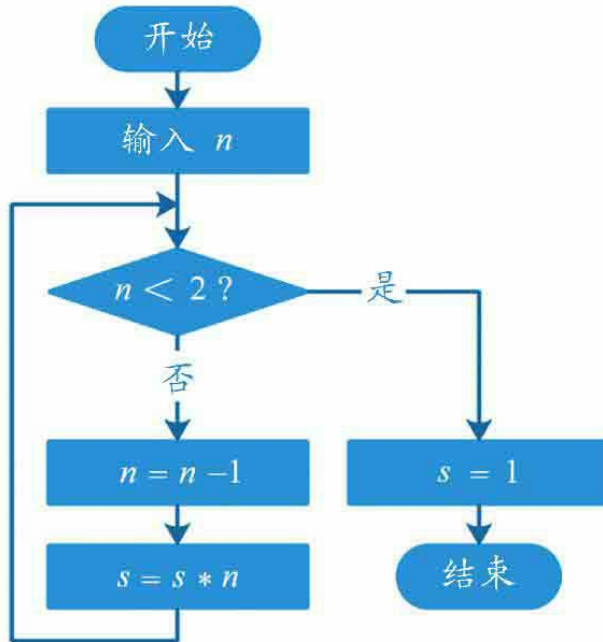 开始
输入 n
n < 2 ?
是
否
n = n - 1
s = 1
s = s * n
结束